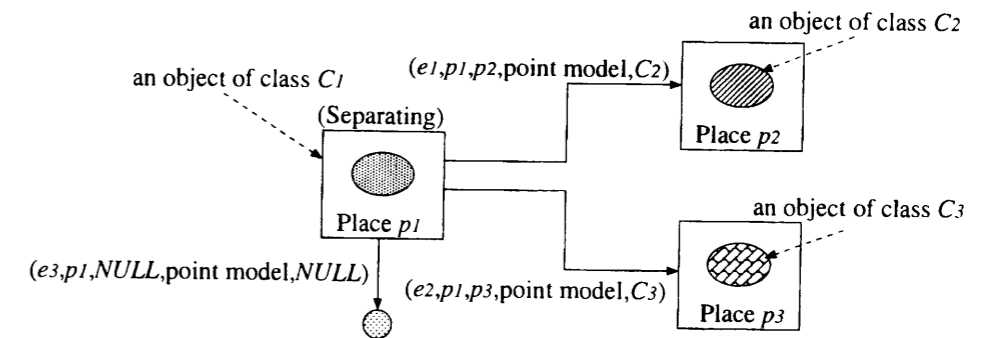 an object of class C2
(e1,p1,p2,point model,C2)
an object of class C1
(Separating)
Place p2
Place p1
an object of class C3
(e3,p1,NULL,point model,NULL)
(e2,p1,p3,point model,C3)
Place p3